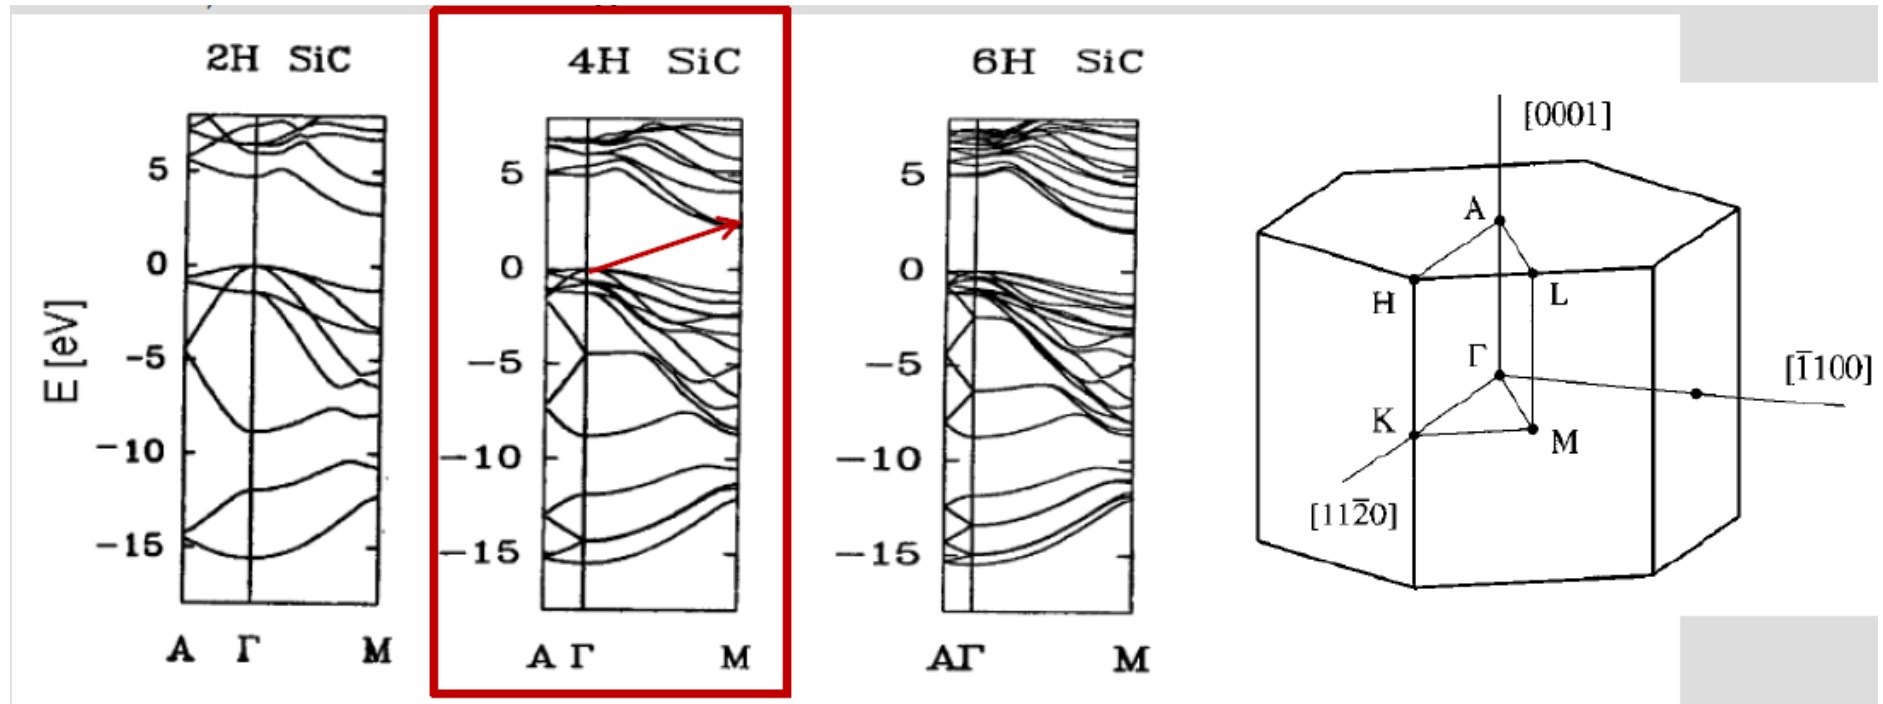 2H SiC
5
0
-5
-10
-15
E [eV]
A Γ M
4H SiC
5
0
-5
-10
-15
A Γ M
6H SiC
5
0
-5
-10
-15
AΓ M
[0001]
A
H
L
Γ
[1̅100]
K
M
[112̅0]